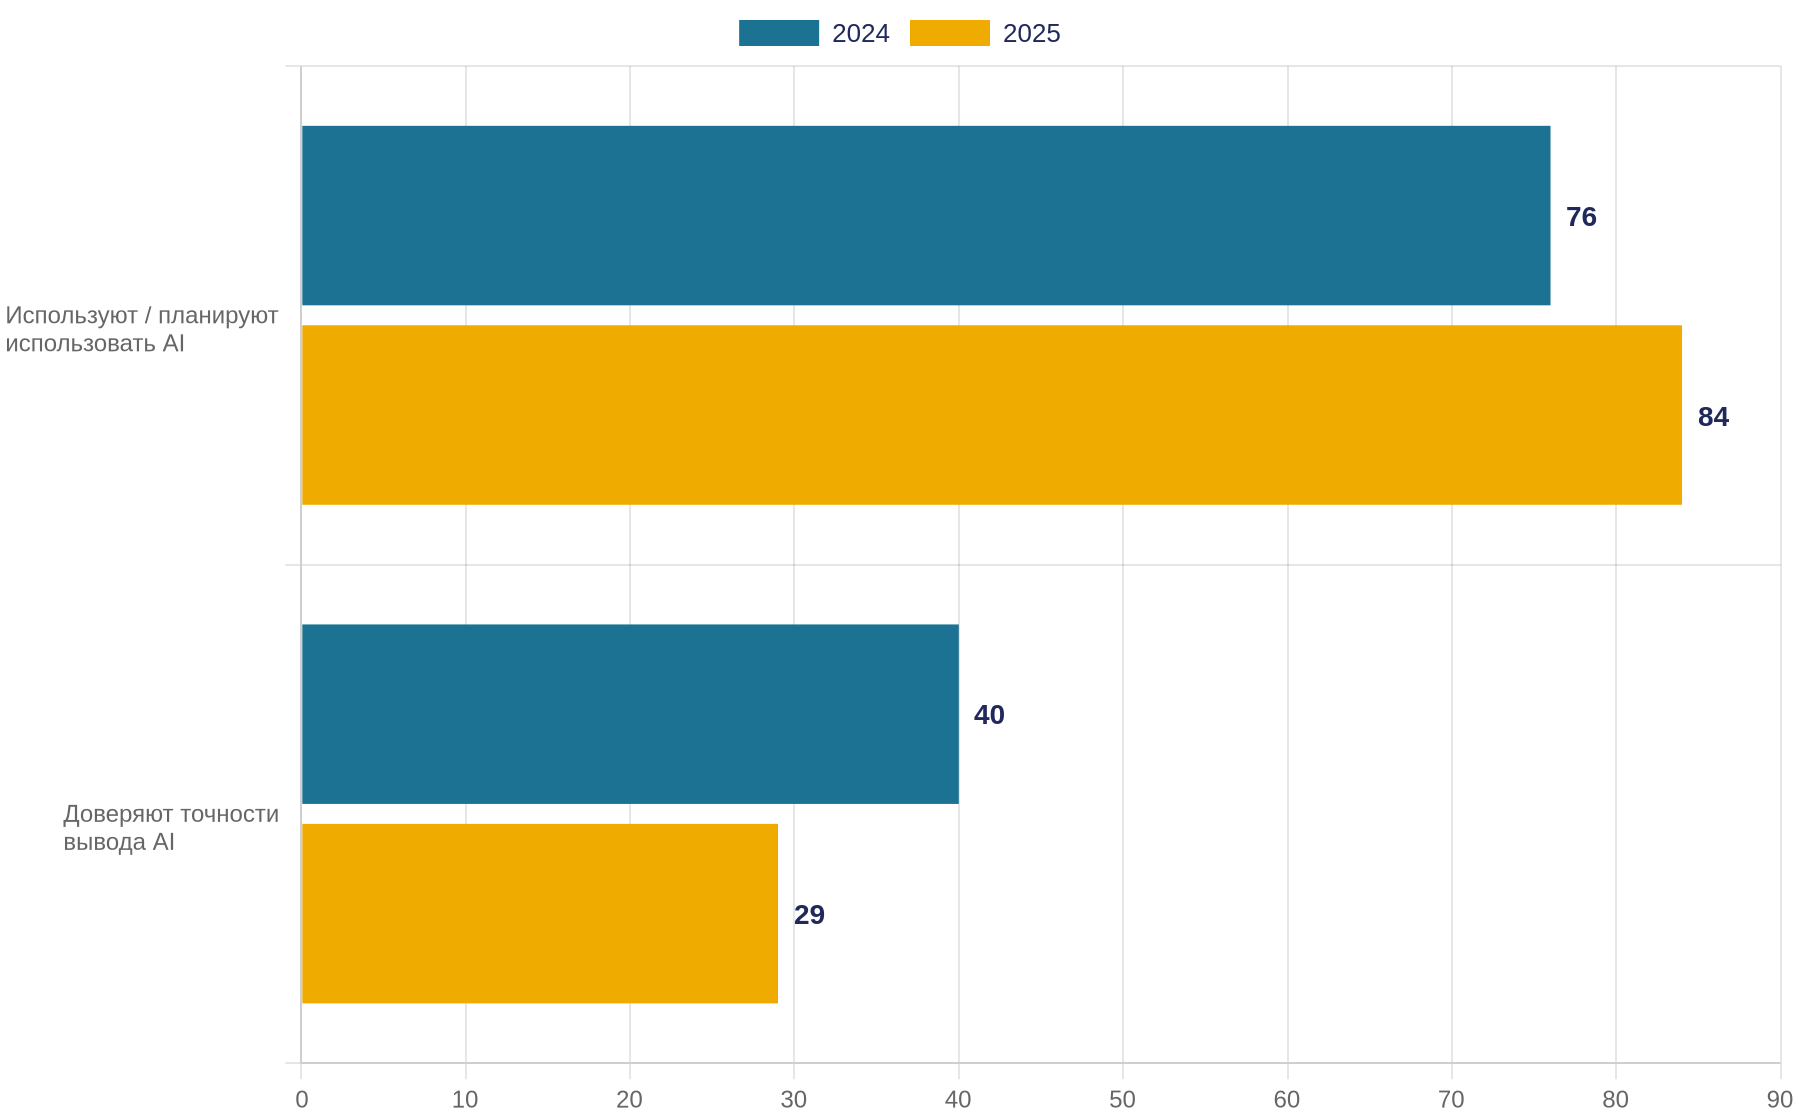 2024 2025
76
Используют / планируют
использовать AI
84
40
Доверяют точности
вывода AI
29
0 10 20 30 40 50 60 70 80 90